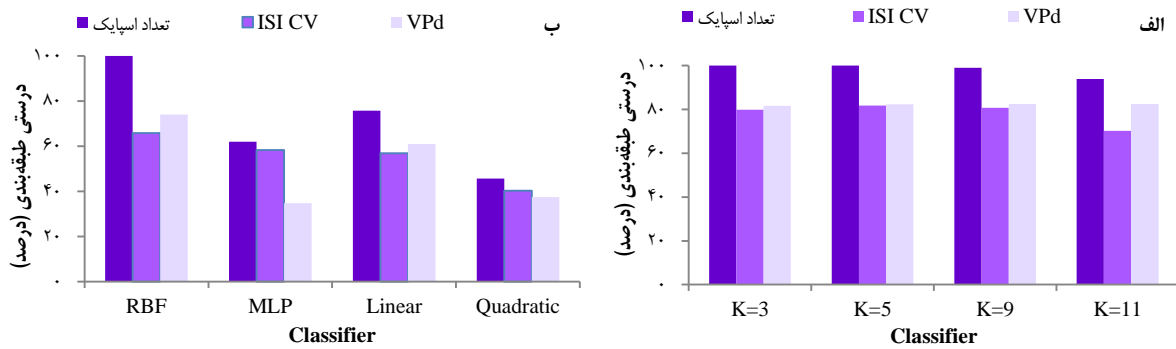 تعداد اسپایک ISI CV VPd ب
درستی طبقه‌بندی (درصد)
۱۰۰
۸۰
۶۰
۴۰
۲۰
۰
RBF MLP Linear Quadratic
Classifier
تعداد اسپایک ISI CV VPd الف
درستی طبقه‌بندی (درصد)
۱۰۰
۸۰
۶۰
۴۰
۲۰
۰
K=3 K=5 K=9 K=11
Classifier